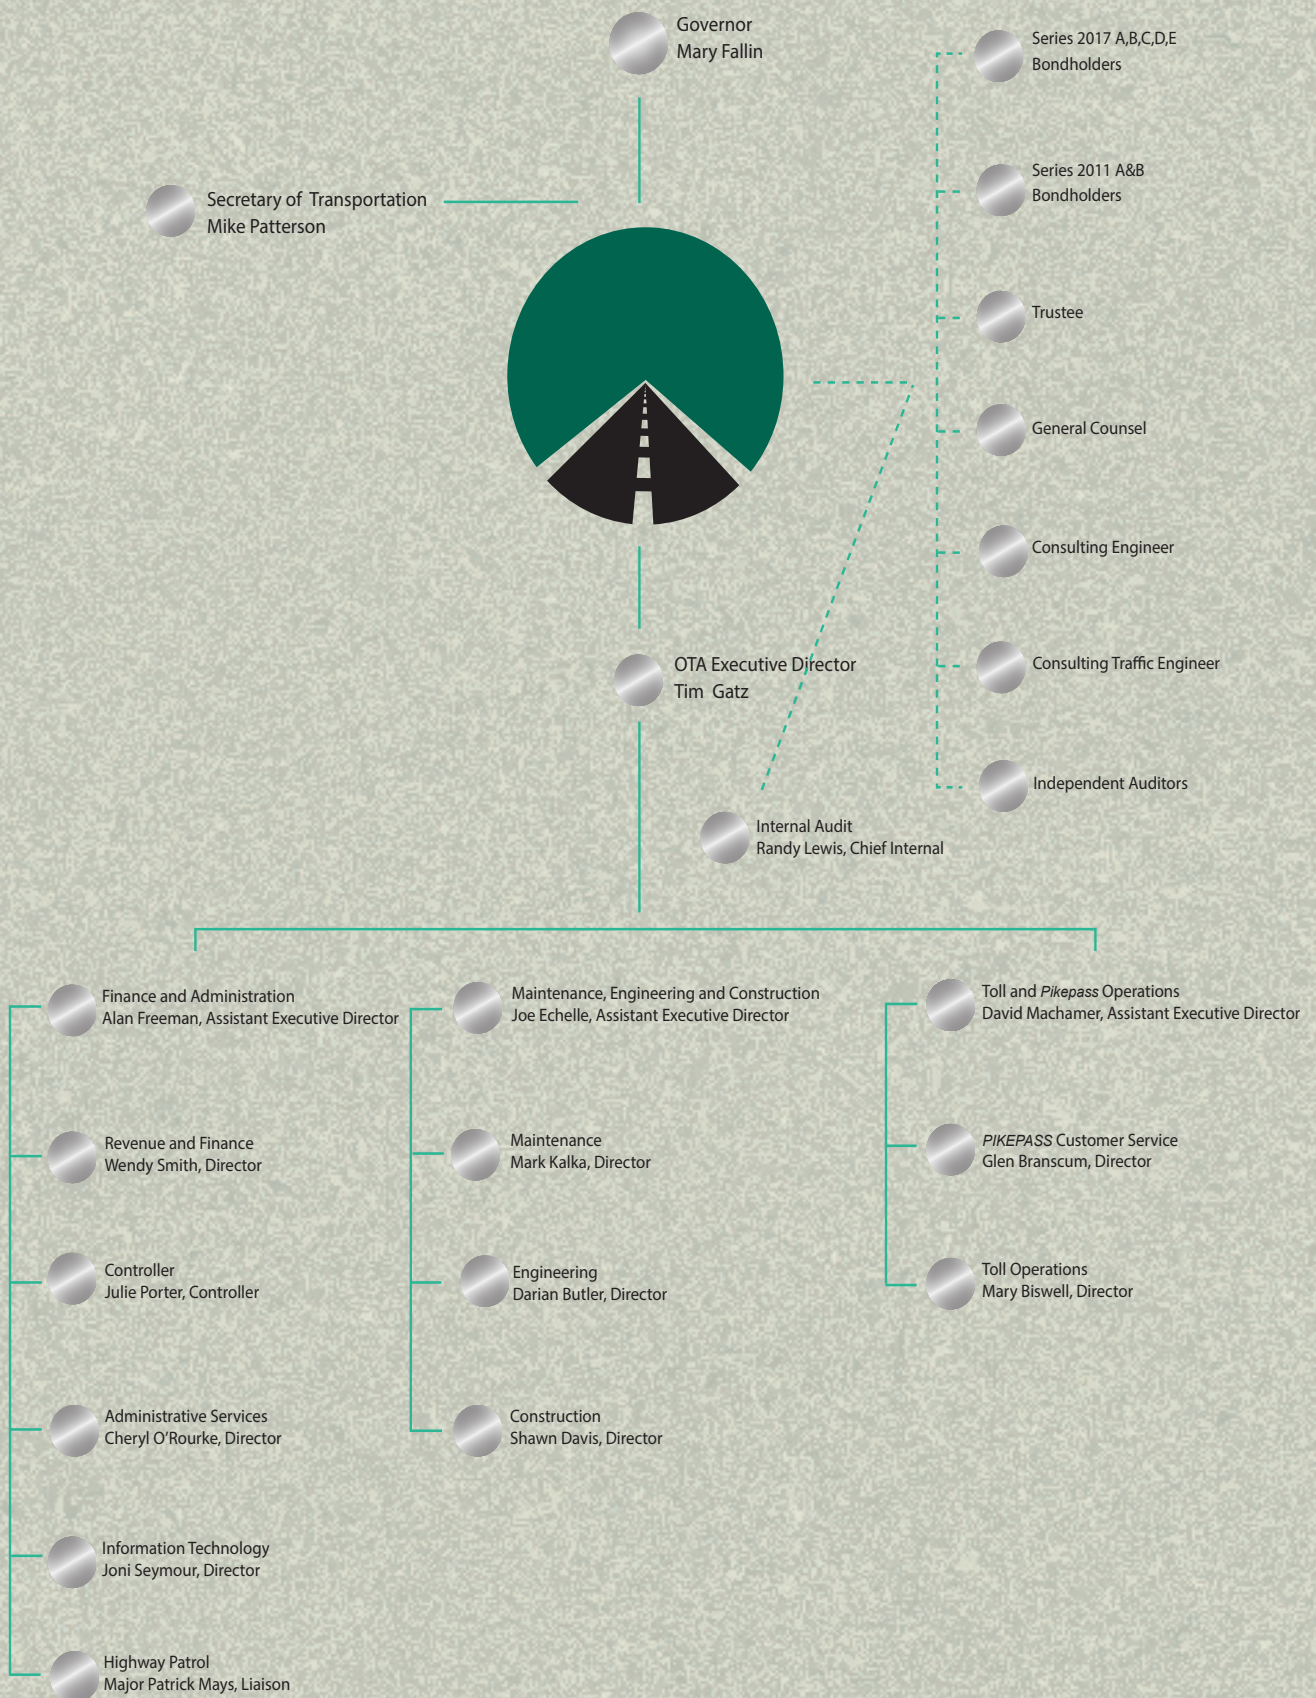 Governor
Mary Fallin
Series 2017 A,B,C,D,E
Bondholders
Series 2011 A&B
Bondholders
Secretary of Transportation
Mike Patterson
Trustee
General Counsel
Consulting Engineer
OTA Executive Director
Tim Gatz
Consulting Traffic Engineer
Independent Auditors
Internal Audit
Randy Lewis, Chief Internal
Finance and Administration
Alan Freeman, Assistant Executive Director
Revenue and Finance
Wendy Smith, Director
Controller
Julie Porter, Controller
Administrative Services
Cheryl O'Rourke, Director
Information Technology
Joni Seymour, Director
Highway Patrol
Major Patrick Mays, Liaison
Maintenance, Engineering and Construction
Joe Echelle, Assistant Executive Director
Maintenance
Mark Kalka, Director
Engineering
Darian Butler, Director
Construction
Shawn Davis, Director
Toll and Pikepass Operations
David Machamer, Assistant Executive Director
PIKEPASS Customer Service
Glen Branscum, Director
Toll Operations
Mary Biswell, Director